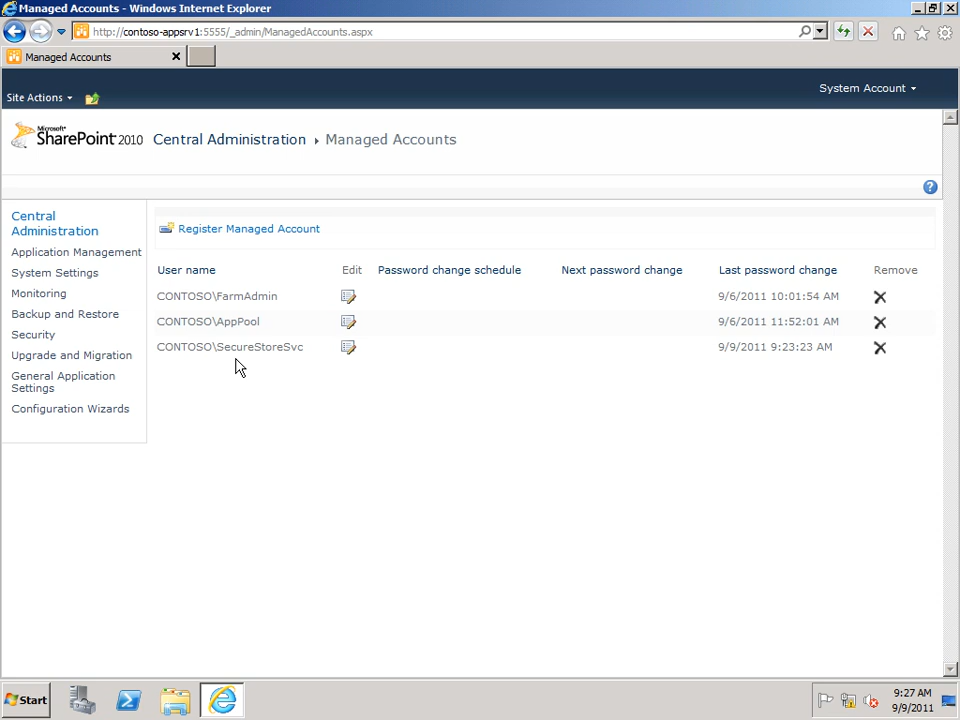 Managed Accounts - Windows Internet Explorer
http://contoso-appsrv1:5555/_admin/ManagedAccounts.aspx
Managed Accounts
Site Actions
System Account
Microsoft
SharePoint 2010
Central Administration
Managed Accounts
Central
Administration
Application Management
System Settings
Monitoring
Backup and Restore
Security
Upgrade and Migration
General Application
Settings
Configuration Wizards
Register Managed Account
User name Edit Password change schedule Next password change Last password change Remove
CONTOSO\FarmAdmin 9/6/2011 10:01:54 AM
CONTOSO\AppPool 9/6/2011 11:52:01 AM
CONTOSO\SecureStoreSvc 9/9/2011 9:23:23 AM
Start
9:27 AM
9/9/2011